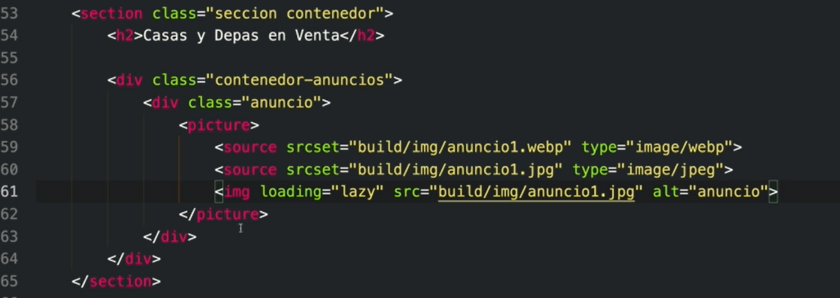 53 <section class="seccion contenedor">
54 <h2>Casas y Depas en Venta</h2>
55
56 <div class="contenedor-anuncios">
57 <div class="anuncio">
58 <picture>
59 <source srcset="build/img/anuncio1.webp" type="image/webp">
60 <source srcset="build/img/anuncio1.jpg" type="image/jpeg">
61 <img loading="lazy" src="build/img/anuncio1.jpg" alt="anuncio">
62 </picture>
63 </div>
64 </div>
65 </section>